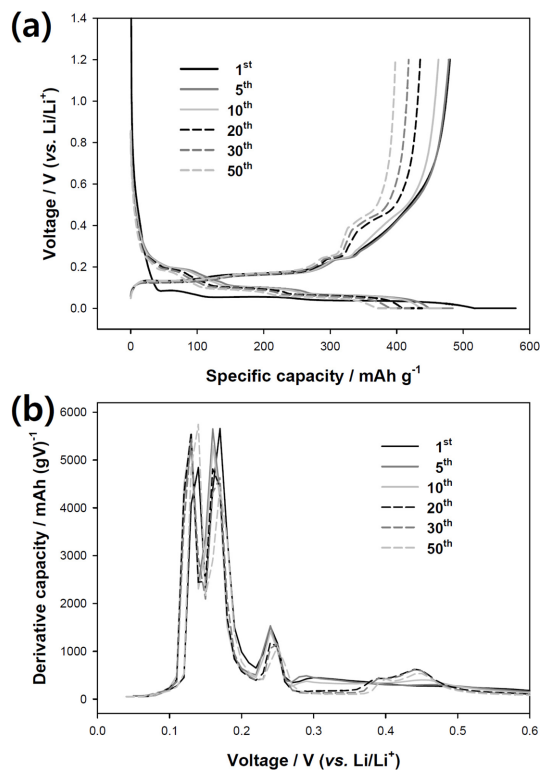 (a)
1.4
1.2
1.0
0.8
0.6
0.4
0.2
0.0
Voltage / V (vs. Li/Li⁺)
1ˢᵗ
5ᵗʰ
10ᵗʰ
20ᵗʰ
30ᵗʰ
50ᵗʰ
0 100 200 300 400 500 600
Specific capacity / mAh g⁻¹
(b)
6000
5000
4000
3000
2000
1000
0
Derivative capacity / mAh (gV)⁻¹
1ˢᵗ
5ᵗʰ
10ᵗʰ
20ᵗʰ
30ᵗʰ
50ᵗʰ
0.0 0.1 0.2 0.3 0.4 0.5 0.6
Voltage / V (vs. Li/Li⁺)